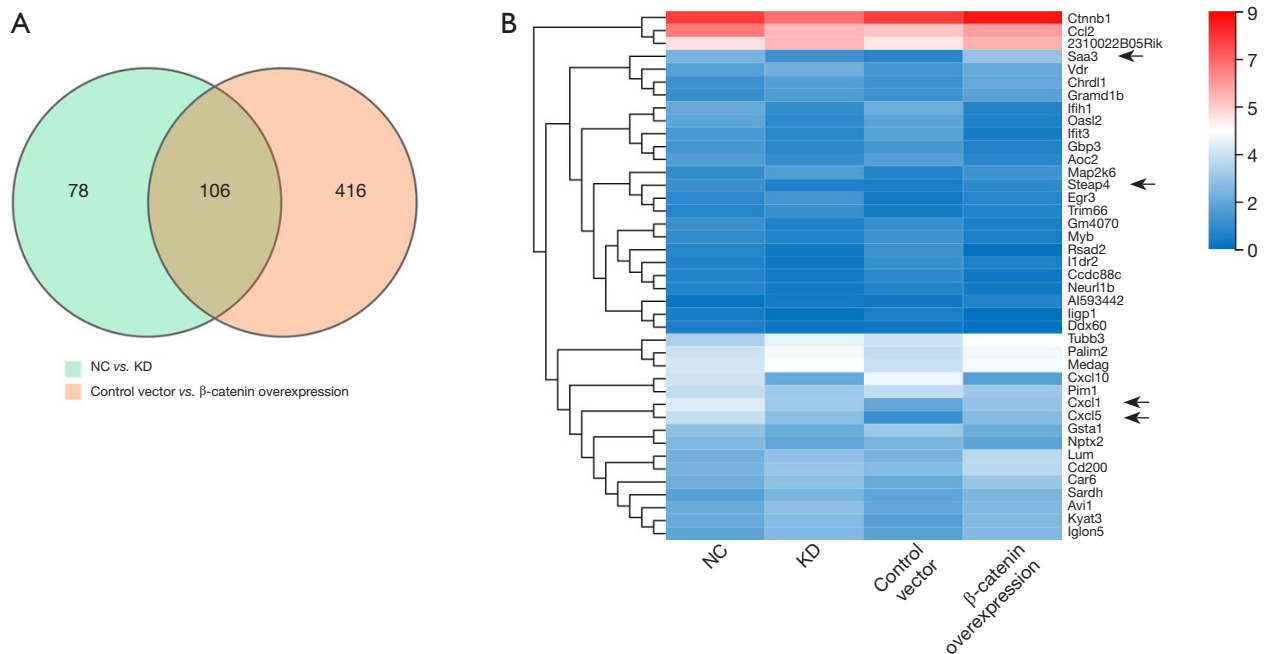 A
78
106
416
NC vs. KD
Control vector vs. β-catenin overexpression
B
Ctnnb1
Ccl2
2310022B05Rik
Saa3
Vdr
Chrdl1
Gramd1b
Ifih1
Oasl2
Ifit3
Gbp3
Aoc2
Map2k6
Steap4
Egr3
Trim66
Gm4070
Myb
Rsad2
I1dr2
Ccdc88c
Neurl1b
AI593442
Iigp1
Ddx60
Tubb3
Palim2
Medag
Cxcl10
Pim1
Cxcl1
Cxcl5
Gsta1
Nptx2
Lum
Cd200
Car6
Sardh
Avi1
Kyat3
Iglon5
NC
KD
Control
vector
β-catenin
overexpression
9
7
5
4
2
0